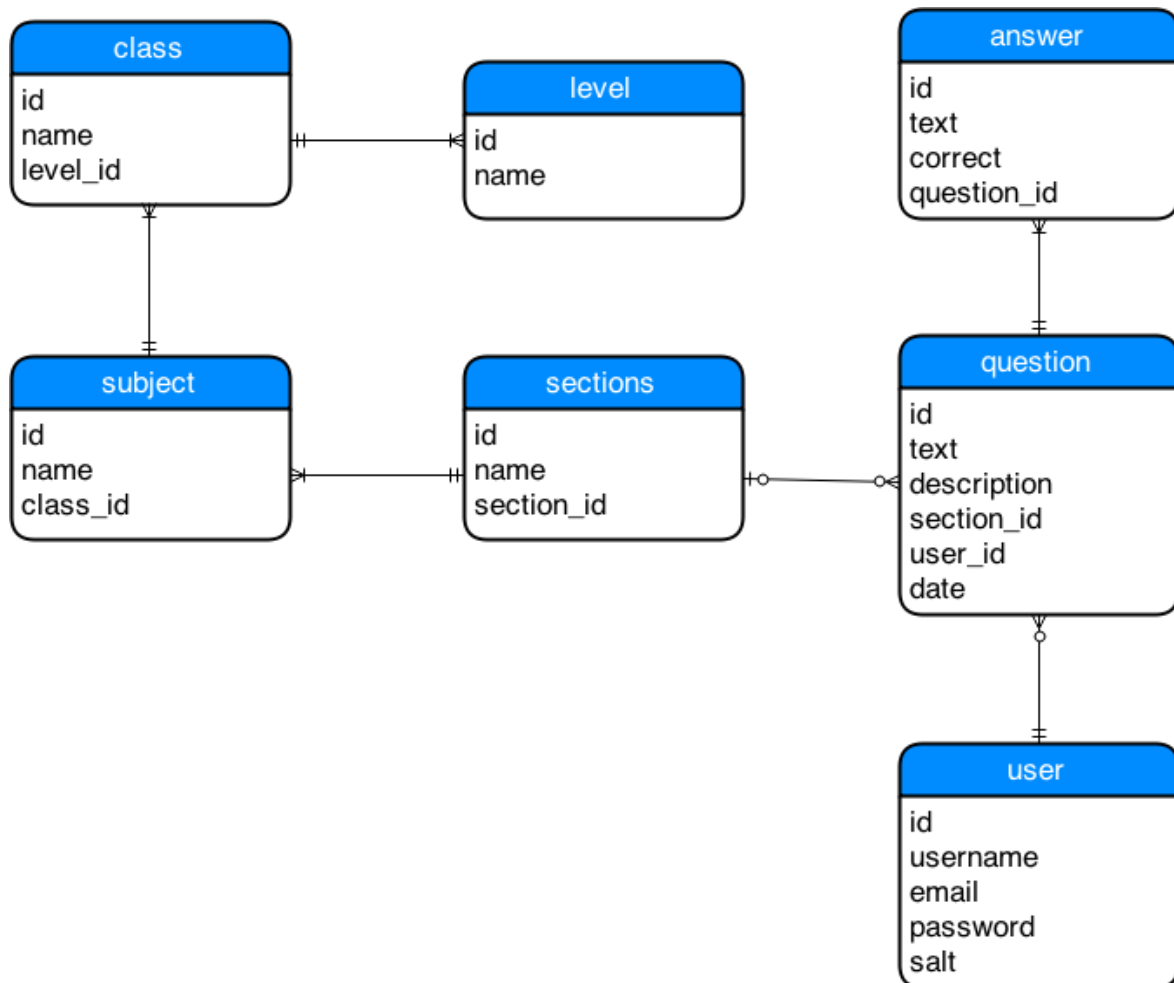 class
id
name
level_id
level
id
name
answer
id
text
correct
question_id
subject
id
name
class_id
sections
id
name
section_id
question
id
text
description
section_id
user_id
date
user
id
username
email
password
salt